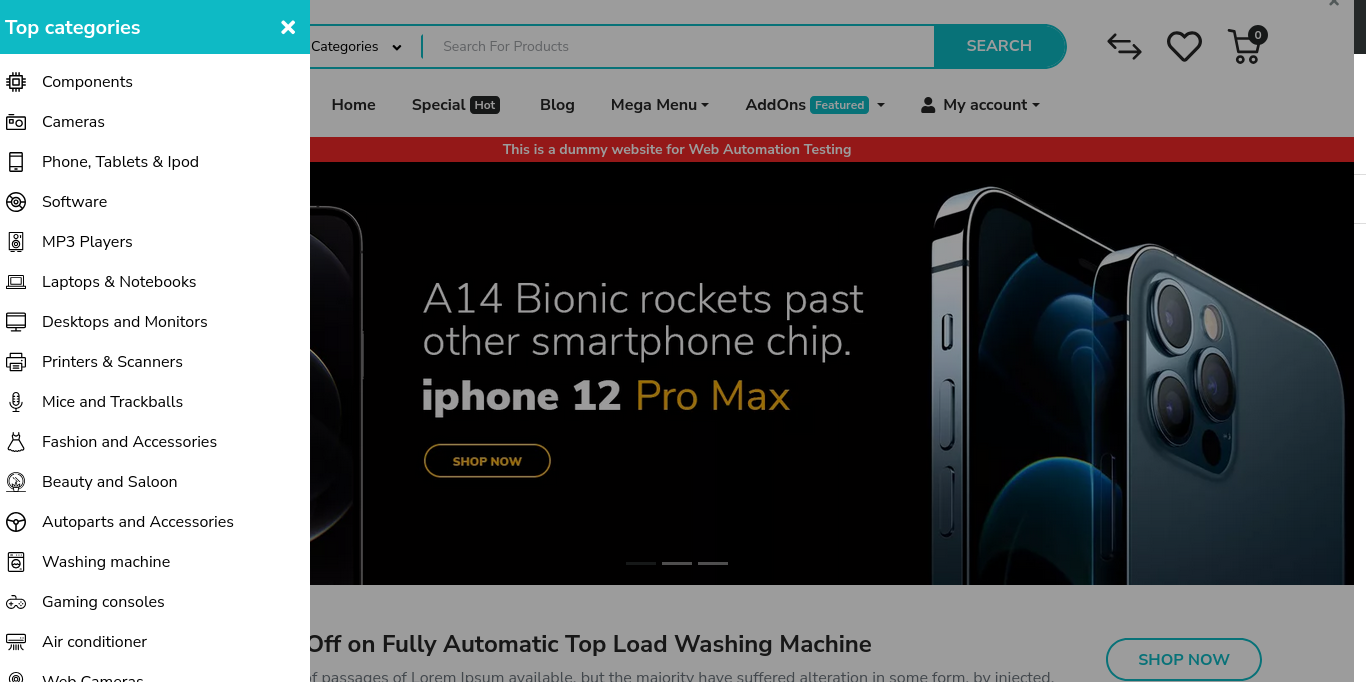 Top categories
Components
Cameras
Phone, Tablets & Ipod
Software
MP3 Players
Laptops & Notebooks
Desktops and Monitors
Printers & Scanners
Mice and Trackballs
Fashion and Accessories
Beauty and Saloon
Autoparts and Accessories
Washing machine
Gaming consoles
Air conditioner
Web Cameras
Categories Search For Products SEARCH 0
Home Special Hot Blog Mega Menu AddOns Featured My account
This is a dummy website for Web Automation Testing
A14 Bionic rockets past
other smartphone chip.
iphone 12 Pro Max
SHOP NOW
Off on Fully Automatic Top Load Washing Machine
of passages of Lorem Ipsum available, but the majority have suffered alteration in some form, by injected.
SHOP NOW